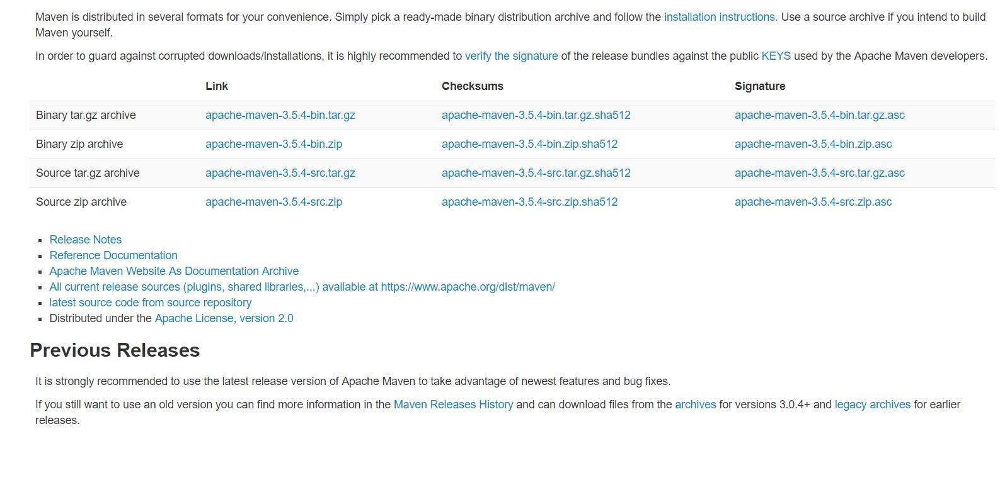 Maven is distributed in several formats for your convenience. Simply pick a ready-made binary distribution archive and follow the installation instructions. Use a source archive if you intend to build
Maven yourself.
In order to guard against corrupted downloads/installations, it is highly recommended to verify the signature of the release bundles against the public KEYS used by the Apache Maven developers.
Link Checksums Signature
Binary tar.gz archive apache-maven-3.5.4-bin.tar.gz apache-maven-3.5.4-bin.tar.gz.sha512 apache-maven-3.5.4-bin.tar.gz.asc
Binary zip archive apache-maven-3.5.4-bin.zip apache-maven-3.5.4-bin.zip.sha512 apache-maven-3.5.4-bin.zip.asc
Source tar.gz archive apache-maven-3.5.4-src.tar.gz apache-maven-3.5.4-src.tar.gz.sha512 apache-maven-3.5.4-src.tar.gz.asc
Source zip archive apache-maven-3.5.4-src.zip apache-maven-3.5.4-src.zip.sha512 apache-maven-3.5.4-src.zip.asc
▪ Release Notes
▪ Reference Documentation
▪ Apache Maven Website As Documentation Archive
▪ All current release sources (plugins, shared libraries,...) available at https://www.apache.org/dist/maven/
▪ latest source code from source repository
▪ Distributed under the Apache License, version 2.0
Previous Releases
It is strongly recommended to use the latest release version of Apache Maven to take advantage of newest features and bug fixes.
If you still want to use an old version you can find more information in the Maven Releases History and can download files from the archives for versions 3.0.4+ and legacy archives for earlier
releases.